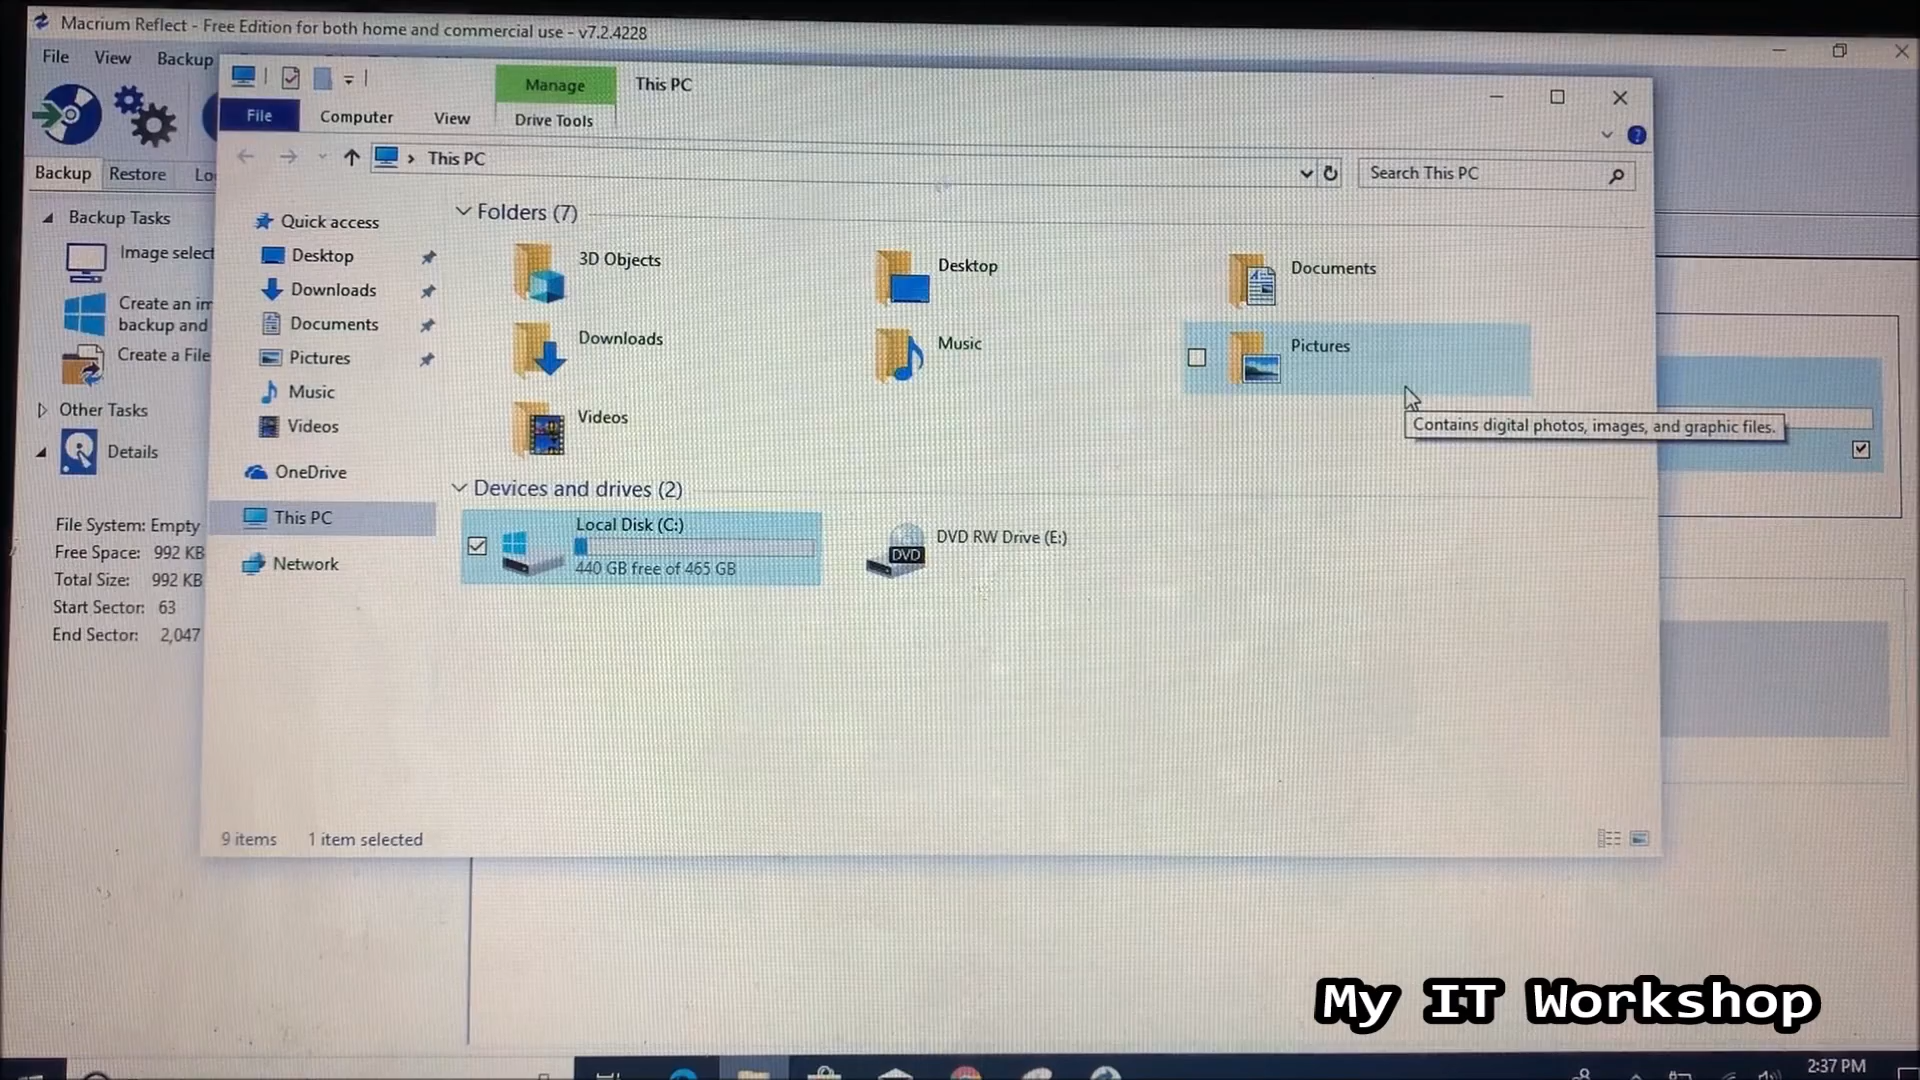 Macrium Reflect - Free Edition for both home and commercial use - v7.2.4228
File View Backup
Manage This PC
File Computer View Drive Tools
This PC
Search This PC
Backup Restore
Backup Tasks
Image select
Create an im
backup and
Create a File
Other Tasks
Details
File System: Empty
Free Space: 992 KB
Total Size: 992 KB
Start Sector: 63
End Sector: 2,047
Quick access
Desktop
Downloads
Documents
Pictures
Music
Videos
OneDrive
This PC
Network
Folders (7)
3D Objects
Desktop
Documents
Downloads
Music
Pictures
Videos
Contains digital photos, images, and graphic files.
Devices and drives (2)
Local Disk (C:)
440 GB free of 465 GB
DVD RW Drive (E:)
DVD
9 items 1 item selected
My IT Workshop
2:37 PM